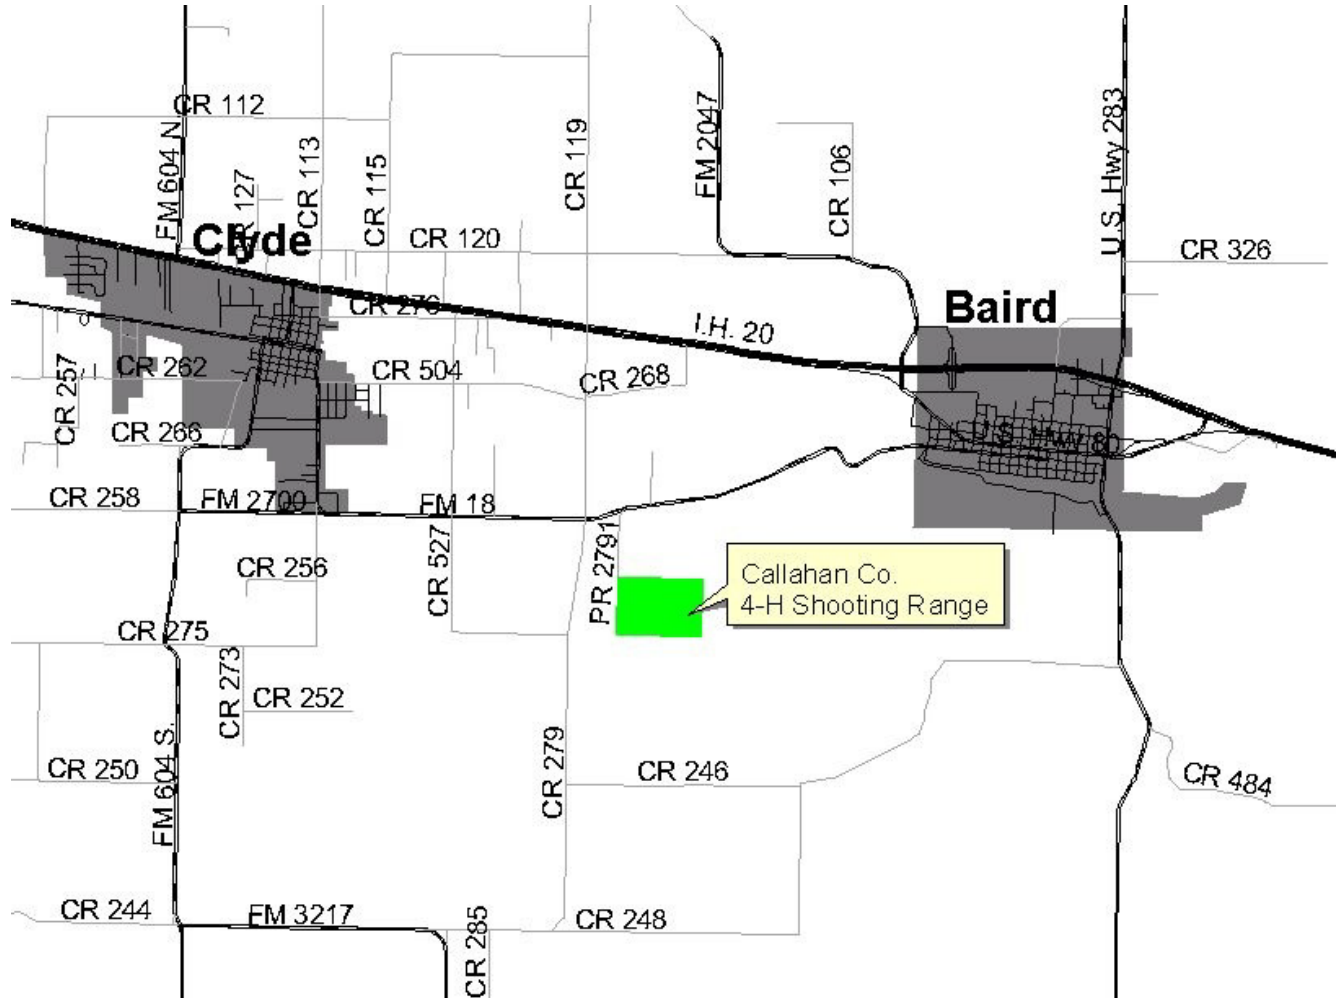 CR 112
FM 604 N
CR 127
CR 113
CR 115
CR 119
FM 2047
CR 106
U.S. Hwy 283
Clyde
CR 120
CR 326
CR 276
I.H. 20
Baird
CR 257
CR 262
CR 504
CR 268
CR 266
U.S. HWY 80
CR 258
FM 2700
FM 18
CR 527
PR 2791
CR 256
Callahan Co.
4-H Shooting Range
CR 275
CR 273
CR 252
FM 604 S.
CR 250
CR 279
CR 246
CR 484
CR 244
FM 3217
CR 285
CR 248